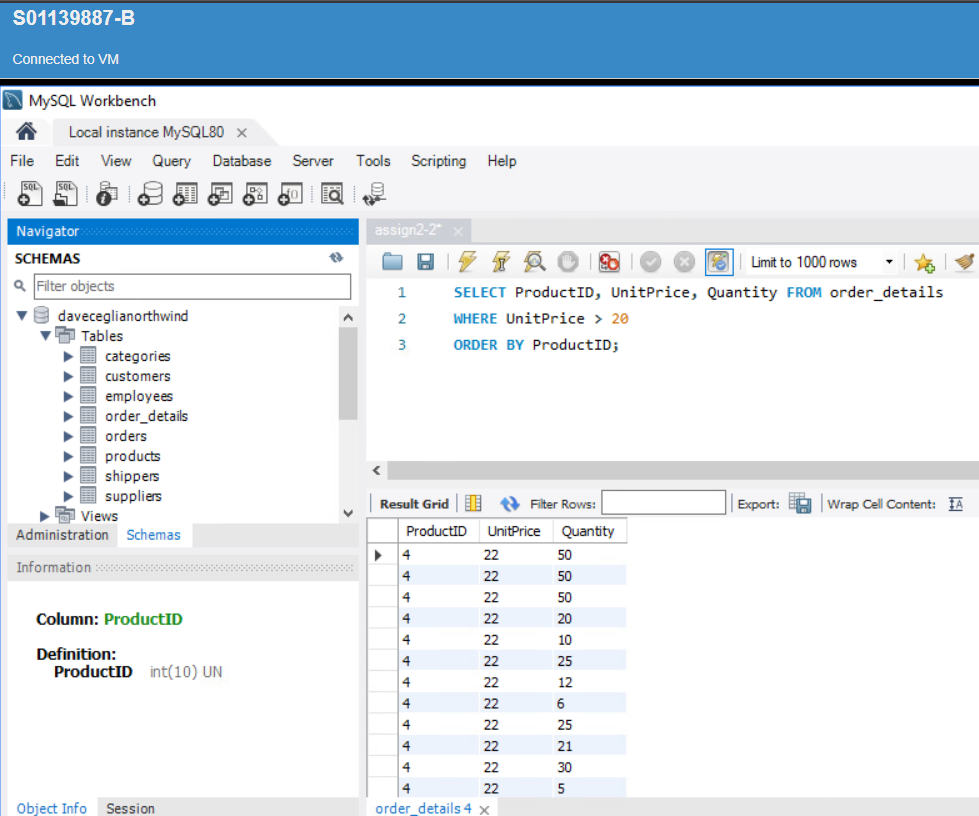 S01139887-B
Connected to VM
MySQL Workbench
Local instance MySQL80
File Edit View Query Database Server Tools Scripting Help
Navigator
SCHEMAS
Filter objects
daveceglianorthwind
Tables
categories
customers
employees
order_details
orders
products
shippers
suppliers
Views
Administration Schemas
Information
Column: ProductID
Definition:
ProductID int(10) UN
Object Info Session
assign2-2*
Limit to 1000 rows
1 SELECT ProductID, UnitPrice, Quantity FROM order_details
2 WHERE UnitPrice > 20
3 ORDER BY ProductID;
Result Grid Filter Rows: Export: Wrap Cell Content:
ProductID UnitPrice Quantity
4 22 50
4 22 50
4 22 50
4 22 20
4 22 10
4 22 25
4 22 12
4 22 6
4 22 25
4 22 21
4 22 30
4 22 5
order_details 4